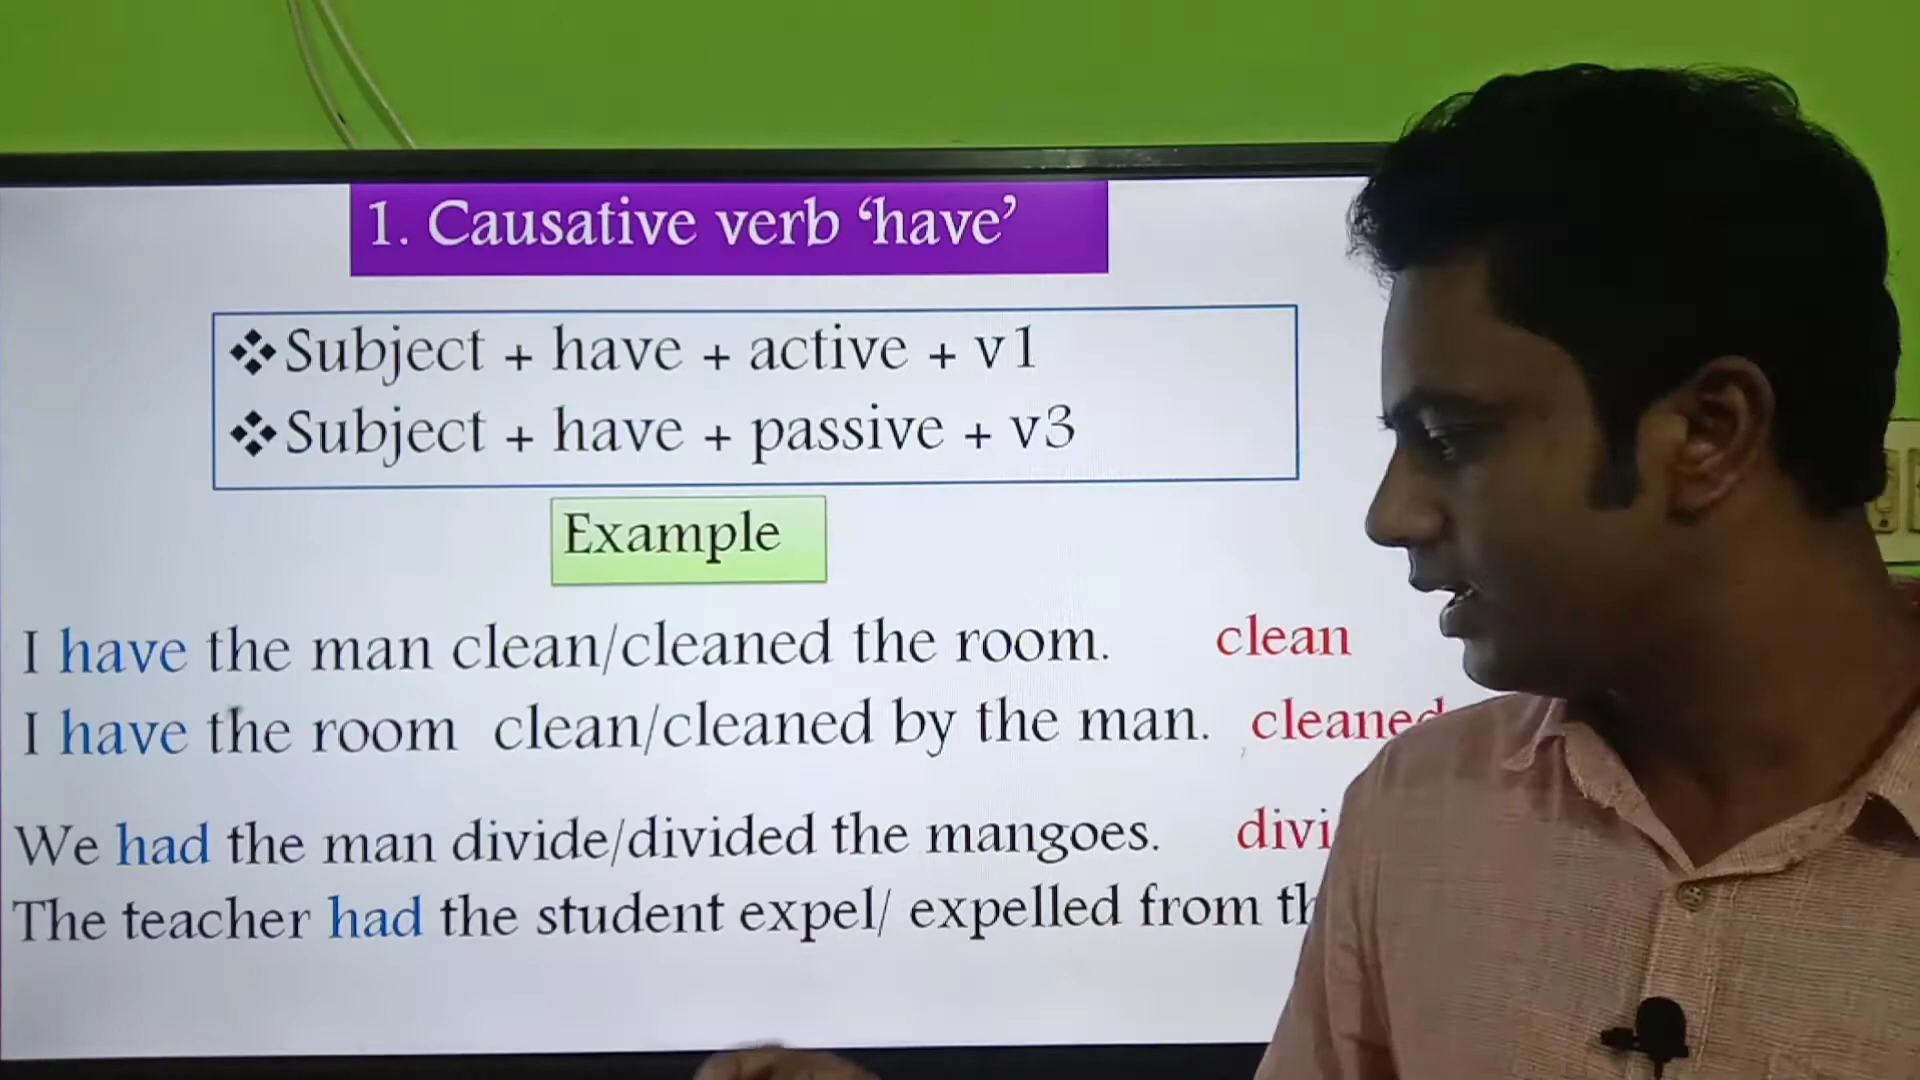 1. Causative verb ‘have’
❖Subject + have + active + v1
❖Subject + have + passive + v3
Example
I have the man clean/cleaned the room. clean
I have the room clean/cleaned by the man. cleaned
We had the man divide/divided the mangoes.
The teacher had the student expel/ expelled from